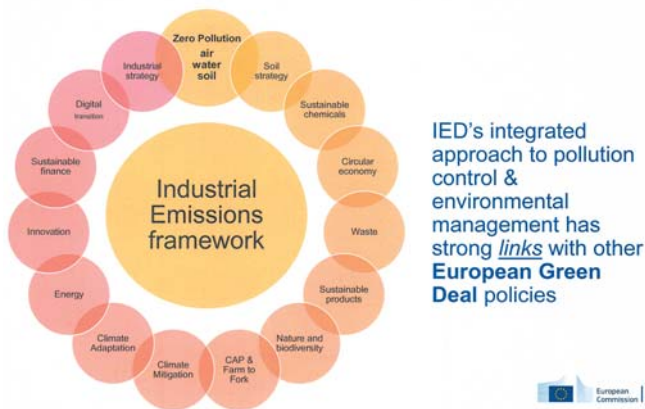 Zero Pollution
air
water
soil
Soil
strategy
Sustainable
chemicals
Circular
economy
Waste
Sustainable
products
Nature and
biodiversity
CAP &
Farm to
Fork
Climate
Mitigation
Climate
Adaptation
Energy
Innovation
Sustainable
finance
Digital
transition
Industrial
strategy
Industrial
Emissions
framework
IED's integrated
approach to pollution
control &
environmental
management has
strong links with other
European Green
Deal policies
European
Commission